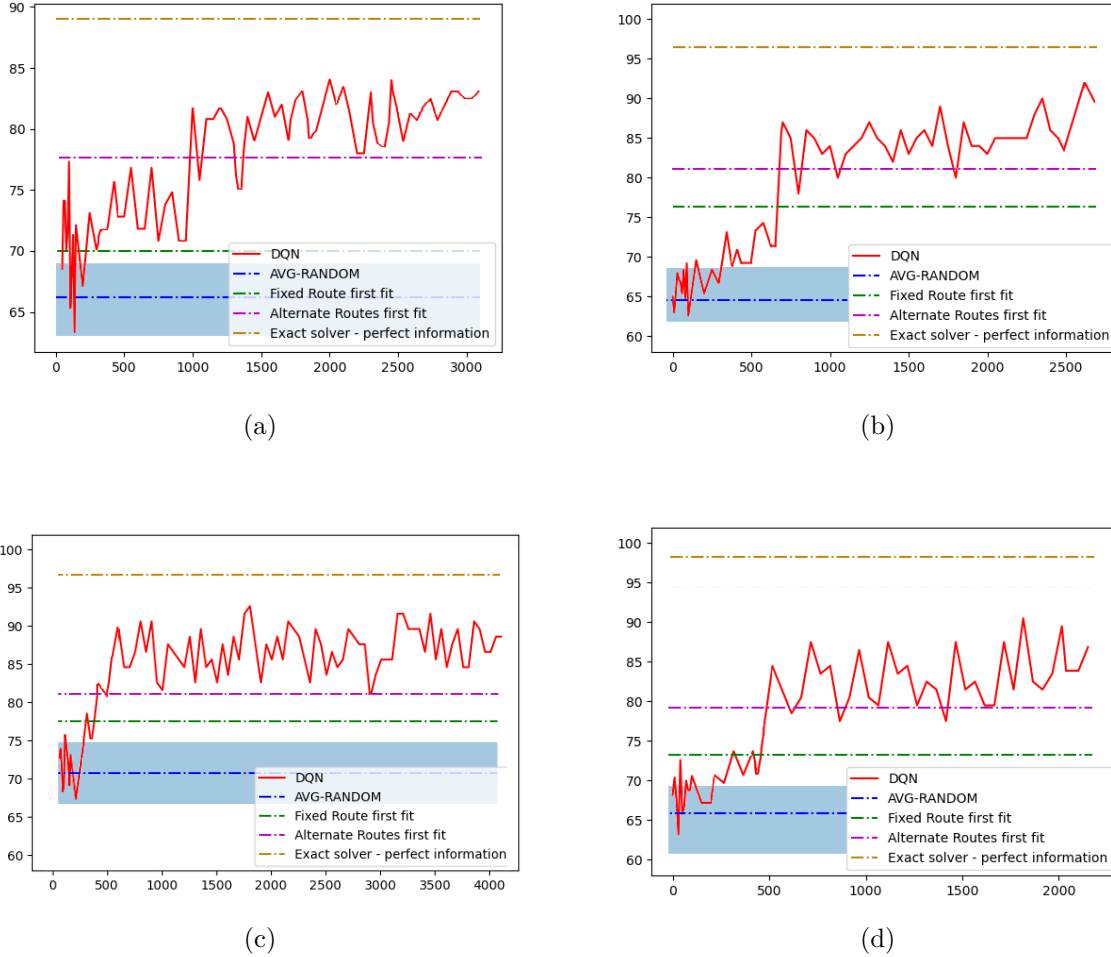 90
85
80
75
70
65
0 500 1000 1500 2000 2500 3000
DQN
AVG-RANDOM
Fixed Route first fit
Alternate Routes first fit
Exact solver - perfect information
(a)
100
95
90
85
80
75
70
65
60
0 500 1000 1500 2000 2500
DQN
AVG-RANDOM
Fixed Route first fit
Alternate Routes first fit
Exact solver - perfect information
(b)
100
95
90
85
80
75
70
65
60
0 500 1000 1500 2000 2500 3000 3500 4000
DQN
AVG-RANDOM
Fixed Route first fit
Alternate Routes first fit
Exact solver - perfect information
(c)
100
95
90
85
80
75
70
65
60
0 500 1000 1500 2000
DQN
AVG-RANDOM
Fixed Route first fit
Alternate Routes first fit
Exact solver - perfect information
(d)